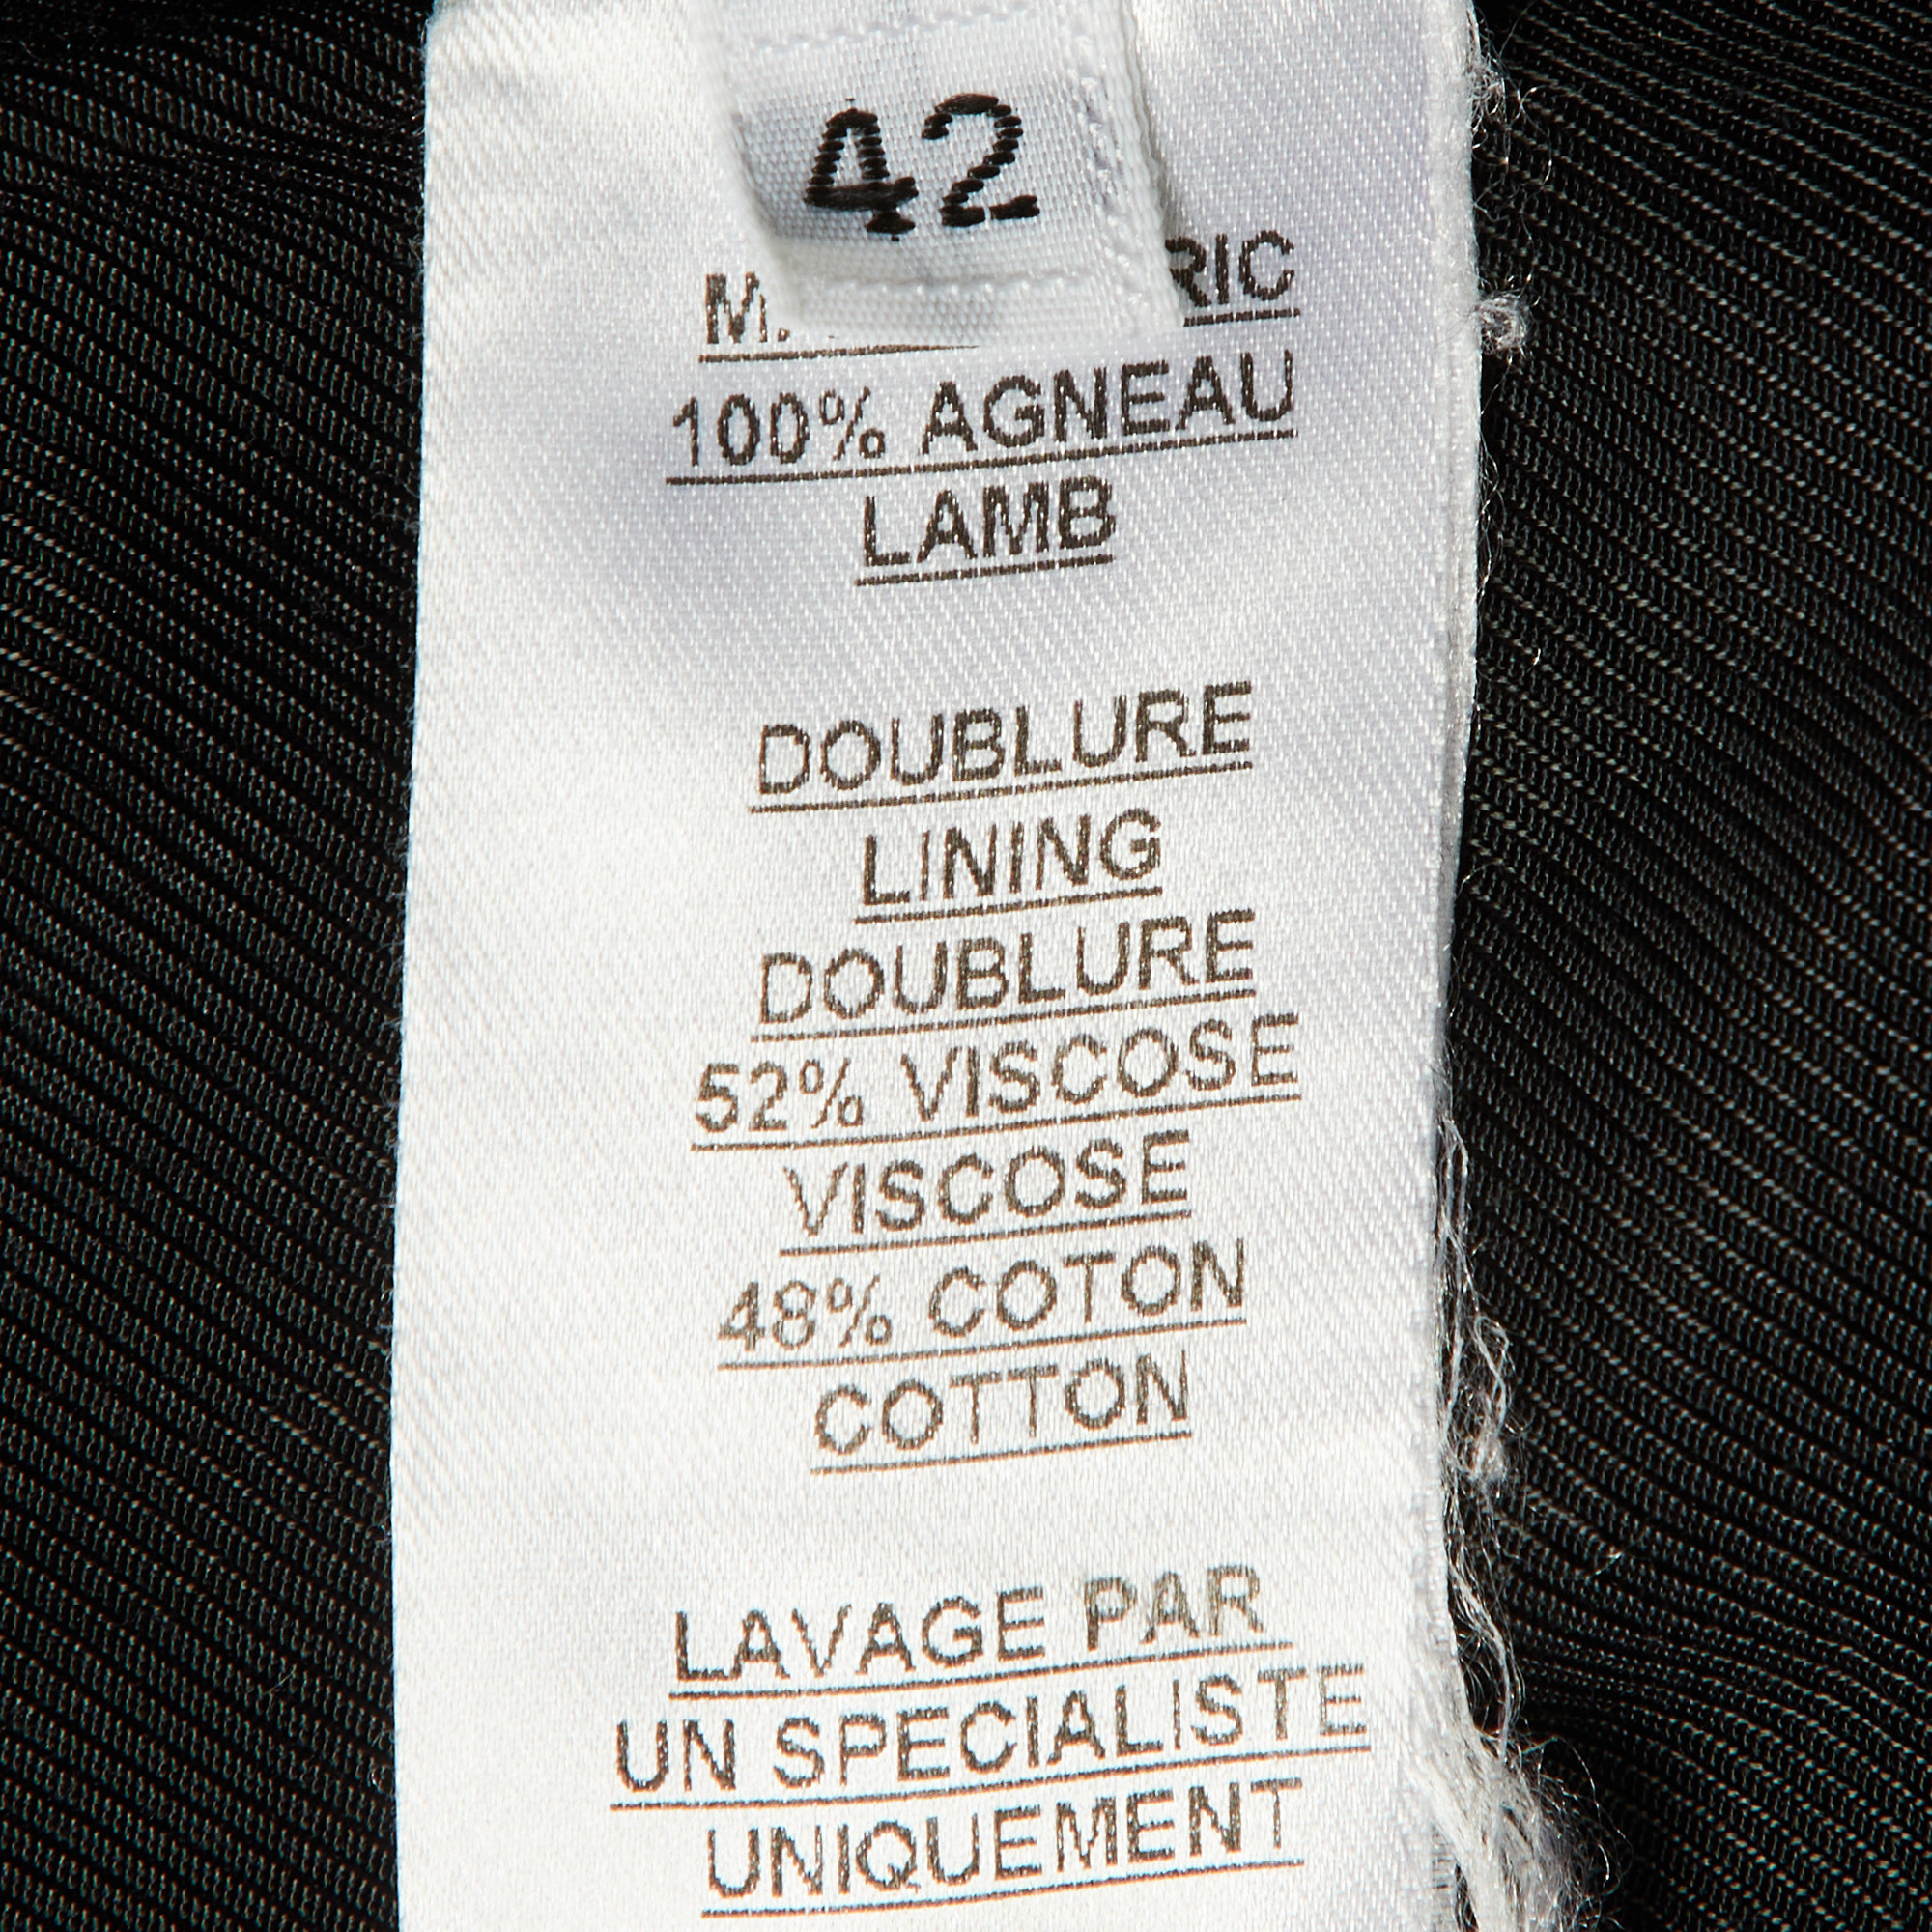 42
100% AGNEAU
LAMB
DOUBLURE
LINING
DOUBLURE
52% VISCOSE
VISCOSE
48% COTON
COTTON
LAVAGE PAR
UN SPECIALISTE
UNIQUEMENT